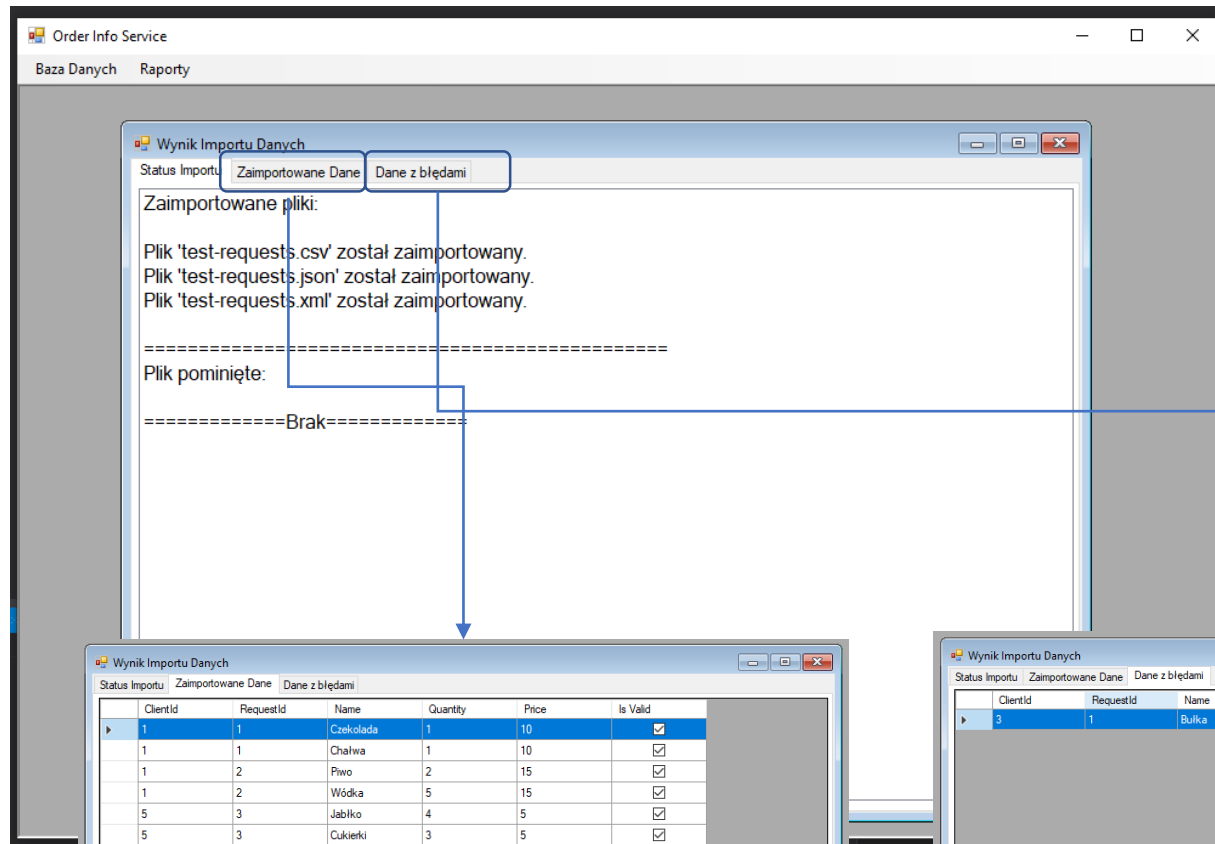 Order Info Service
Baza Danych Raporty
Wynik Importu Danych
Status Importu Zaimportowane Dane Dane z błędami
Zaimportowane pliki:
Plik 'test-requests.csv' został zaimportowany.
Plik 'test-requests.json' został zaimportowany.
Plik 'test-requests.xml' został zaimportowany.
================================================
Plik pominięte:
=============Brak=============
Wynik Importu Danych
Status Importu Zaimportowane Dane Dane z błędami
ClientId RequestId Name Quantity Price Is Valid
1 1 Czekolada 1 10
1 1 Chałwa 1 10
1 2 Piwo 2 15
1 2 Wódka 5 15
5 3 Jabłko 4 5
5 3 Cukierki 3 5
Wynik Importu Danych
Status Importu Zaimportowane Dane Dane z błędami
ClientId RequestId Name
3 1 Bułka